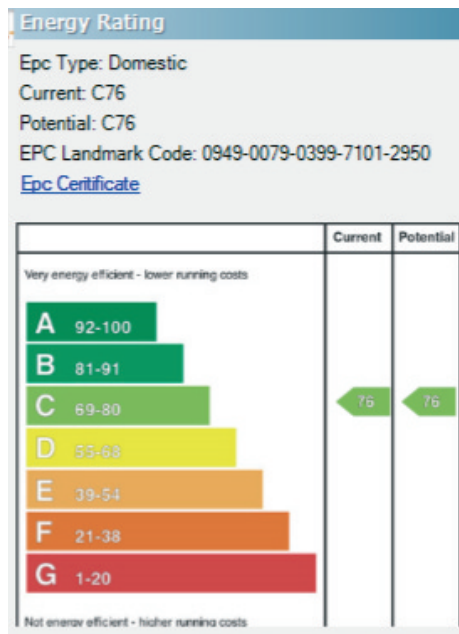 Energy Rating
Epc Type: Domestic
Current: C76
Potential: C76
EPC Landmark Code: 0949-0079-0399-7101-2950
Epc Ceritificate
Current Potential
Very energy efficient - lower running costs
A 92-100
B 81-91
C 69-80 76 76
D 55-68
E 39-54
F 21-38
G 1-20
Not energy efficient - higher running costs